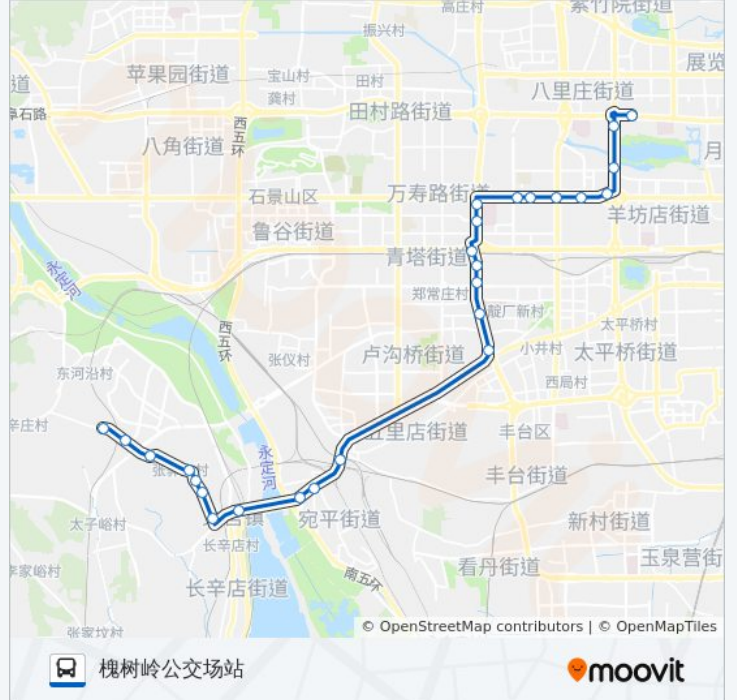 高庄村
紫竹院街道
振兴村
苹果园街道
宝山村
田村
展览
八里庄街道
道
龚村
田村路街道
阜石路
西五环
八角街道
月
石景山区
万寿路街道
羊坊店街道
鲁谷街道
青塔街道
永定河
郑常庄村
靛厂新村
太平桥村
西五环
卢沟桥街道
小井村
太平桥街道
张仪村
东河沿村
西局村
辛庄村
五里店街道
丰台区
永定河
丰台街道
宛平街道
新村街道
太子峪村
长辛店村
玉泉营街
李家峪村
看丹街道
南五环
长辛店街道
张家坟村
© OpenStreetMap contributors | © OpenMapTiles
槐树岭公交场站
moovit